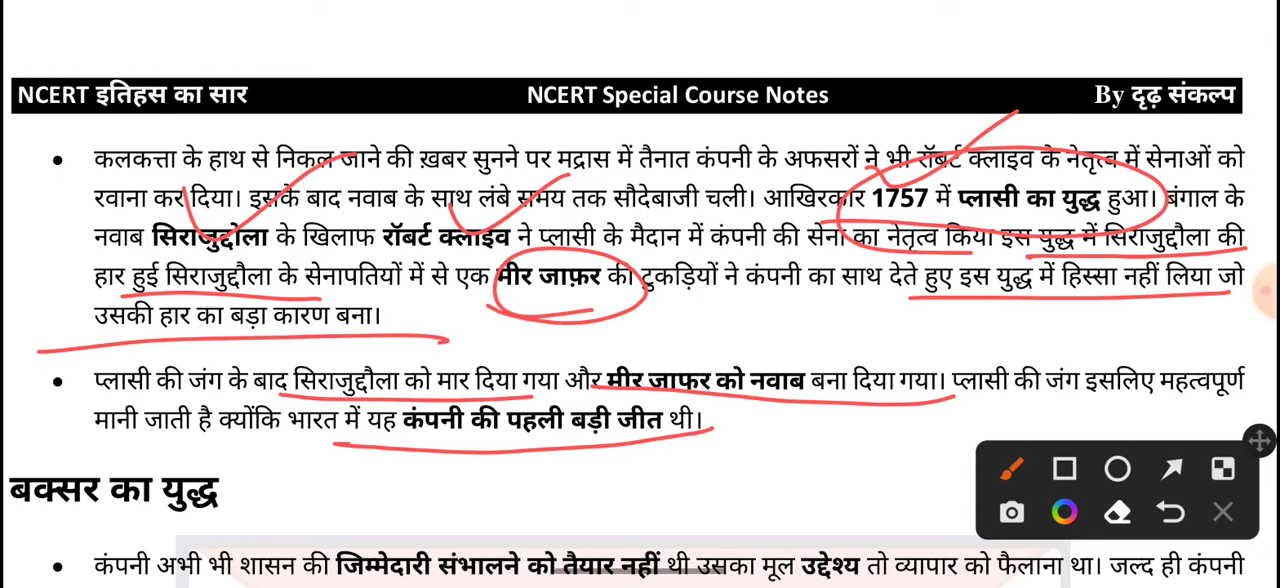 NCERT इतिहस का सार NCERT Special Course Notes By दृढ़ संकल्प
• कलकत्ता के हाथ से निकल जाने की ख़बर सुनने पर मद्रास में तैनात कंपनी के अफसरों ने भी रॉबर्ट क्लाइव के नेतृत्व में सेनाओं को
रवाना कर दिया। इसके बाद नवाब के साथ लंबे समय तक सौदेबाजी चली। आखिरकार 1757 में प्लासी का युद्ध हुआ। बंगाल के
नवाब सिराजुद्दोला के खिलाफ रॉबर्ट क्लाइव ने प्लासी के मैदान में कंपनी की सेना का नेतृत्व किया इस युद्ध में सिराजुद्दौला की
हार हुई सिराजुद्दौला के सेनापतियों में से एक मीर जाफ़र की टुकड़ियों ने कंपनी का साथ देते हुए इस युद्ध में हिस्सा नहीं लिया जो
उसकी हार का बड़ा कारण बना।
• प्लासी की जंग के बाद सिराजुद्दौला को मार दिया गया और मीर जाफर को नवाब बना दिया गया। प्लासी की जंग इसलिए महत्वपूर्ण
मानी जाती है क्योंकि भारत में यह कंपनी की पहली बड़ी जीत थी।
बक्सर का युद्ध
• कंपनी अभी भी शासन की जिम्मेदारी संभालने को तैयार नहीं थी उसका मूल उद्देश्य तो व्यापार को फैलाना था। जल्द ही कंपनी